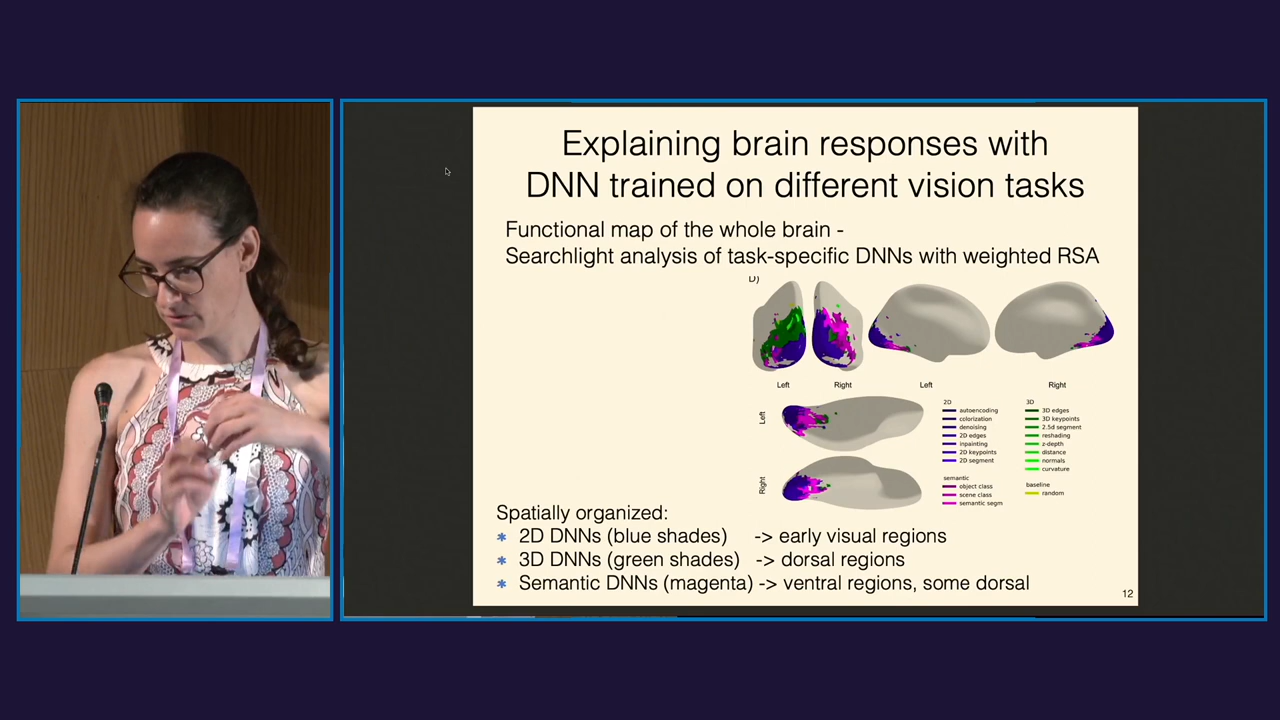 Explaining brain responses with
DNN trained on different vision tasks
Functional map of the whole brain -
Searchlight analysis of task-specific DNNs with weighted RSA
D)
Left
Right
Left
Right
Left
Right
2D
autoencoding
colorization
denoising
2D edges
inpainting
2D keypoints
2D segment
semantic
object class
scene class
semantic segm
3D
3D edges
3D keypoints
2.5d segment
reshading
z-depth
distance
normals
curvature
baseline
random
Spatially organized:
* 2D DNNs (blue shades) -> early visual regions
* 3D DNNs (green shades) -> dorsal regions
* Semantic DNNs (magenta) -> ventral regions, some dorsal
12